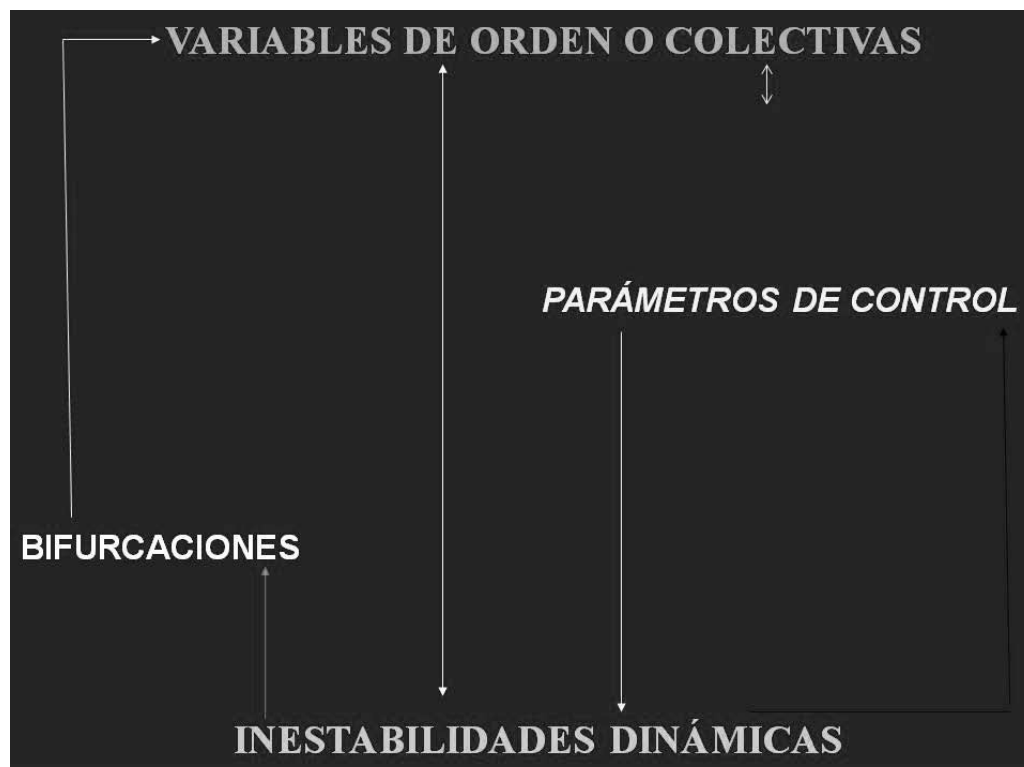 VARIABLES DE ORDEN O COLECTIVAS
PARÁMETROS DE CONTROL
BIFURCACIONES
INESTABILIDADES DINÁMICAS